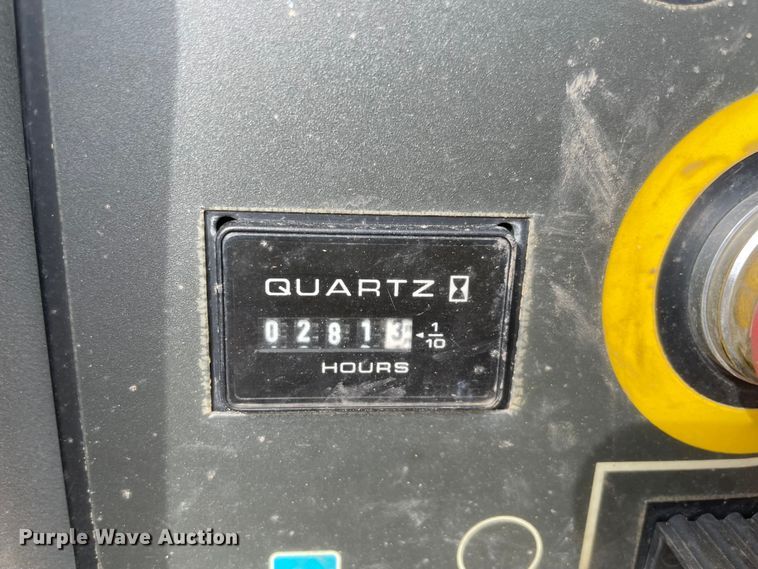 QUARTZ
0 2 8 1 3 ◄ 1/10
HOURS
Purple Wave Auction